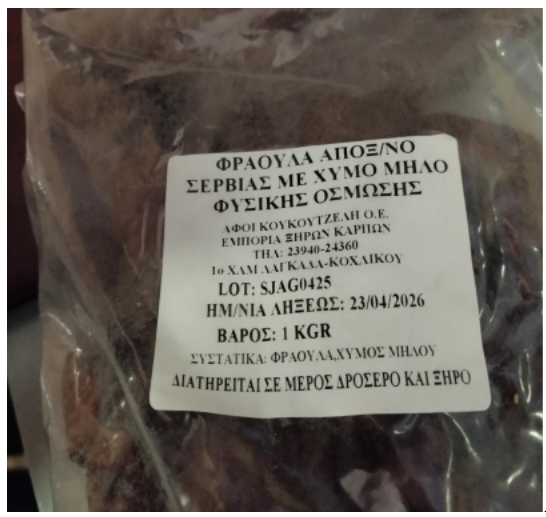 ΦΡΑΟΥΛΑ ΑΠΟΞ/ΝΟ
ΣΕΡΒΙΑΣ ΜΕ ΧΥΜΟ ΜΗΛΟ
ΦΥΣΙΚΗΣ ΟΣΜΩΣΗΣ
ΑΦΟΙ ΚΟΥΚΟΥΤΖΕΛΗ Ο.Ε.
ΕΜΠΟΡΙΑ ΞΗΡΩΝ ΚΑΡΠΩΝ
ΤΗΛ: 23940-24360
1ο ΧΛΜ ΛΑΓΚΑΔΑ-ΚΟΧΛΙΚΟΥ
LOT: SJAG0425
ΗΜ/ΝΙΑ ΛΗΞΕΩΣ: 23/04/2026
ΒΑΡΟΣ: 1 KGR
ΣΥΣΤΑΤΙΚΑ: ΦΡΑΟΥΛΑ,ΧΥΜΟΣ ΜΗΛΟΥ
ΔΙΑΤΗΡΕΙΤΑΙ ΣΕ ΜΕΡΟΣ ΔΡΟΣΕΡΟ ΚΑΙ ΞΗΡΟ